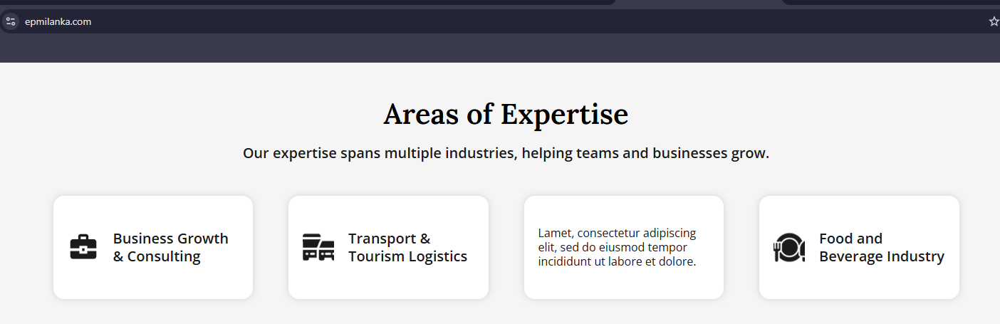 epmilanka.com
Areas of Expertise
Our expertise spans multiple industries, helping teams and businesses grow.
Business Growth
& Consulting
Transport &
Tourism Logistics
Lamet, consectetur adipiscing
elit, sed do eiusmod tempor
incididunt ut labore et dolore.
Food and
Beverage Industry